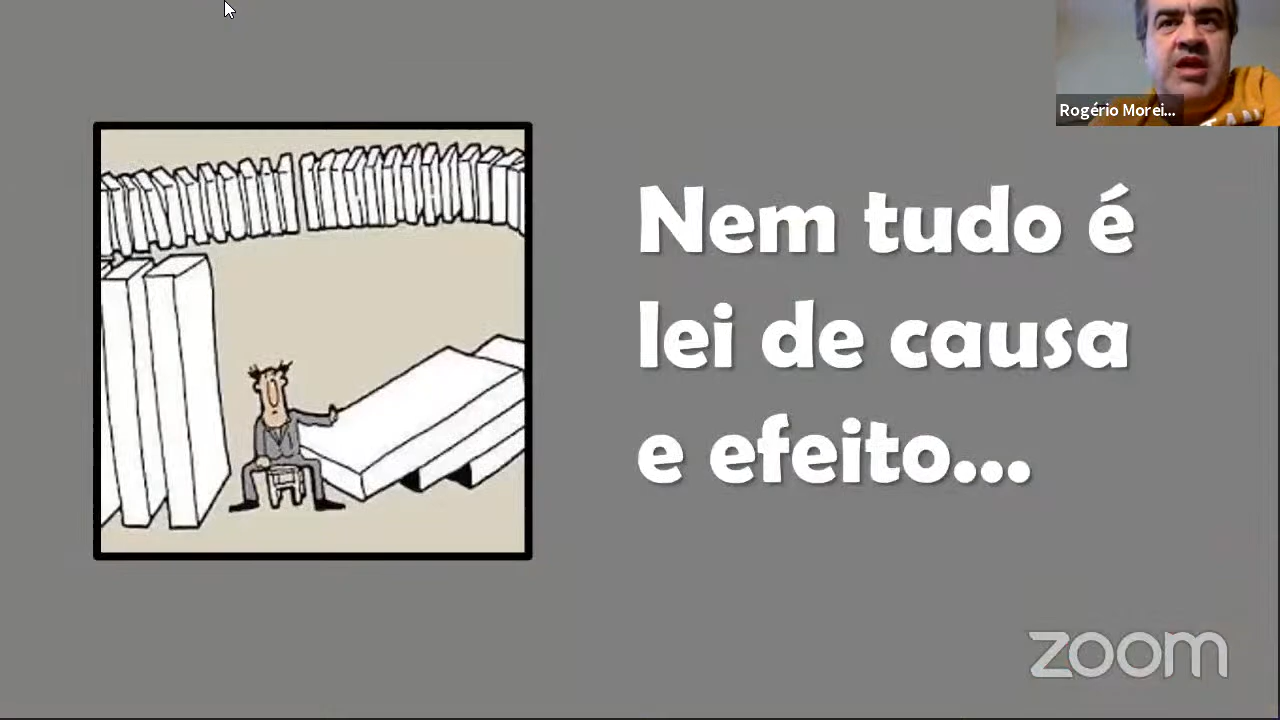 Rogério Morei...
Nem tudo é
lei de causa
e efeito...
zoom